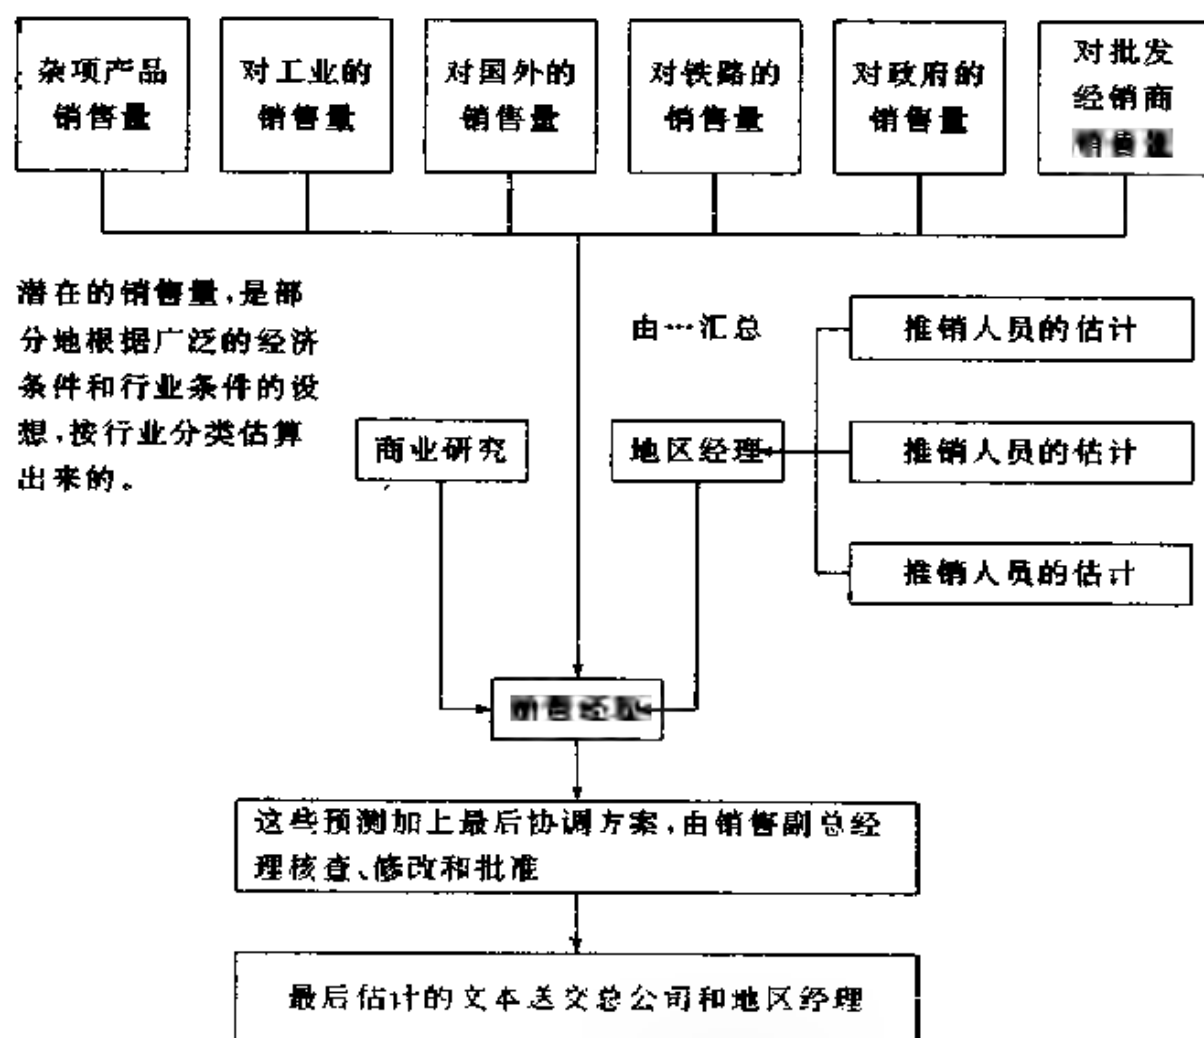 杂项产品
销售量
对工业的
销售量
对国外的
销售量
对铁路的
销售量
对政府的
销售量
对批发
经销商
潜在的销售量,是部
分地根据广泛的经济
条件和行业条件的设
想,按行业分类估算
出来的。
由…汇总
推销人员的估计
商业研究
地区经理
推销人员的估计
推销人员的估计
这些预测加上最后协调方案,由销售副总经
理核查、修改和批准
最后估计的文本送交总公司和地区经理